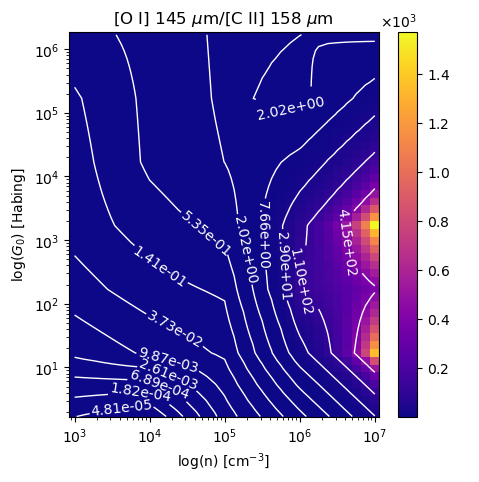 [O I] 145 μm/[C II] 158 μm
×10³
10⁶
10⁵
10⁴
10³
10²
10¹
log(G₀) [Habing]
2.02e+00
4.15e+02
7.66e+00
2.02e+00
5.35e-01
2.90e+01
1.10e+02
1.41e-01
3.73e-02
9.87e-03
2.61e-03
6.89e-04
1.82e-04
4.81e-05
10³ 10⁴ 10⁵ 10⁶ 10⁷
log(n) [cm⁻³]
1.4
1.2
1.0
0.8
0.6
0.4
0.2